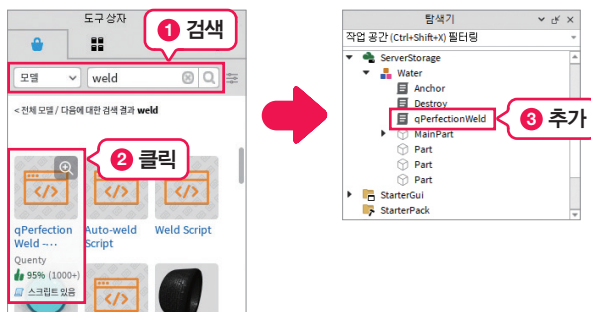 도구 상자
1 검색
모델
weld
< 전체 모델 / 다음에 대한 검색 결과 weld
2 클릭
</>
</>
</>
qPerfection
Weld -··
Auto-weld
Script
Weld Script
Quenty
95% (1000+)
스크립트 있음
</>
탐색기
작업 공간 (Ctrl+Shift+X) 필터링
ServerStorage
Water
Anchor
Destroy
qPerfectionWeld
3 추가
MainPart
Part
Part
Part
StarterGui
StarterPack